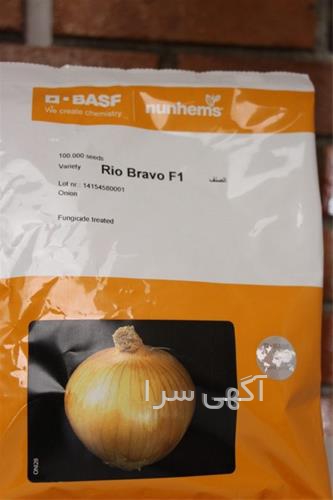 BASF
We create chemistry
nunhems
100.000 seeds
Variety Rio Bravo F1 الصنف
Lot nr.: 14154580001
Onion
Fungicide treated
آگهی سرا
ON28